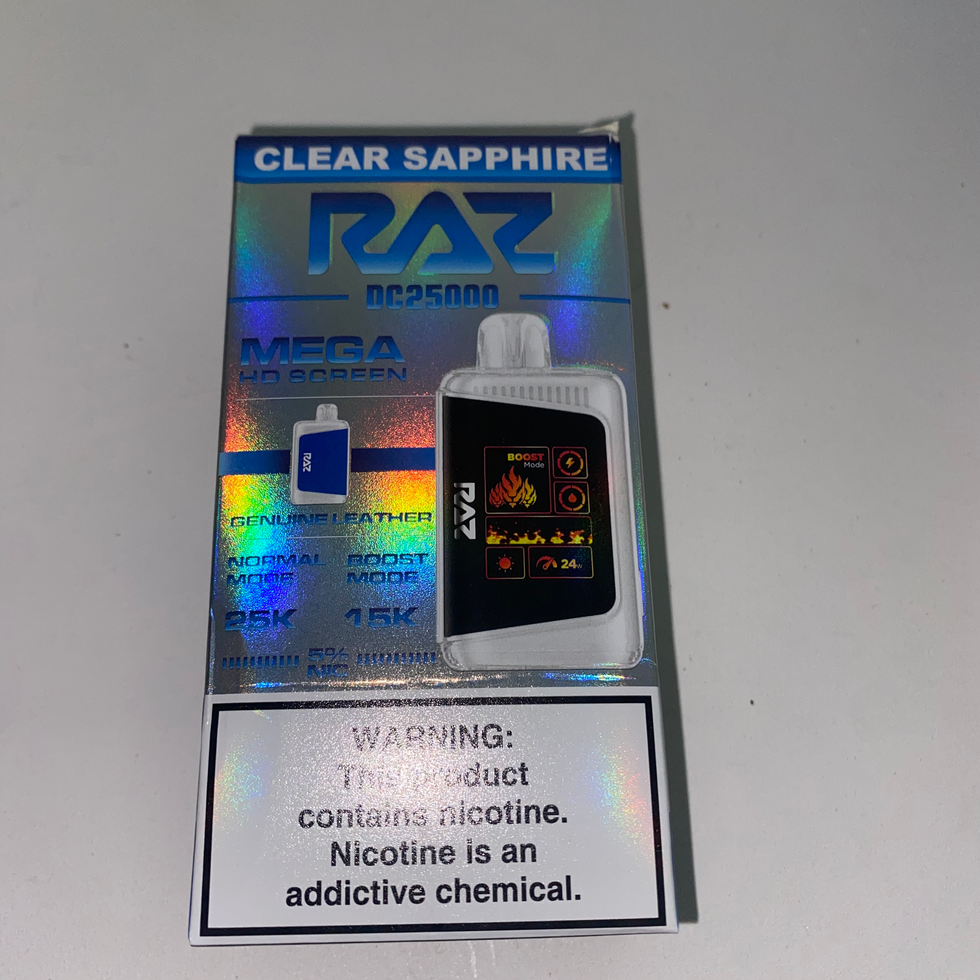 CLEAR SAPPHIRE
RAZ
DC25000
MEGA
HD SCREEN
RAZ
GENUINE LEATHER
NORMAL MODE
BOOST MODE
25K
15K
5% NIC
RAZ
BOOST
Mode
24W
WARNING:
This product
contains nicotine.
Nicotine is an
addictive chemical.